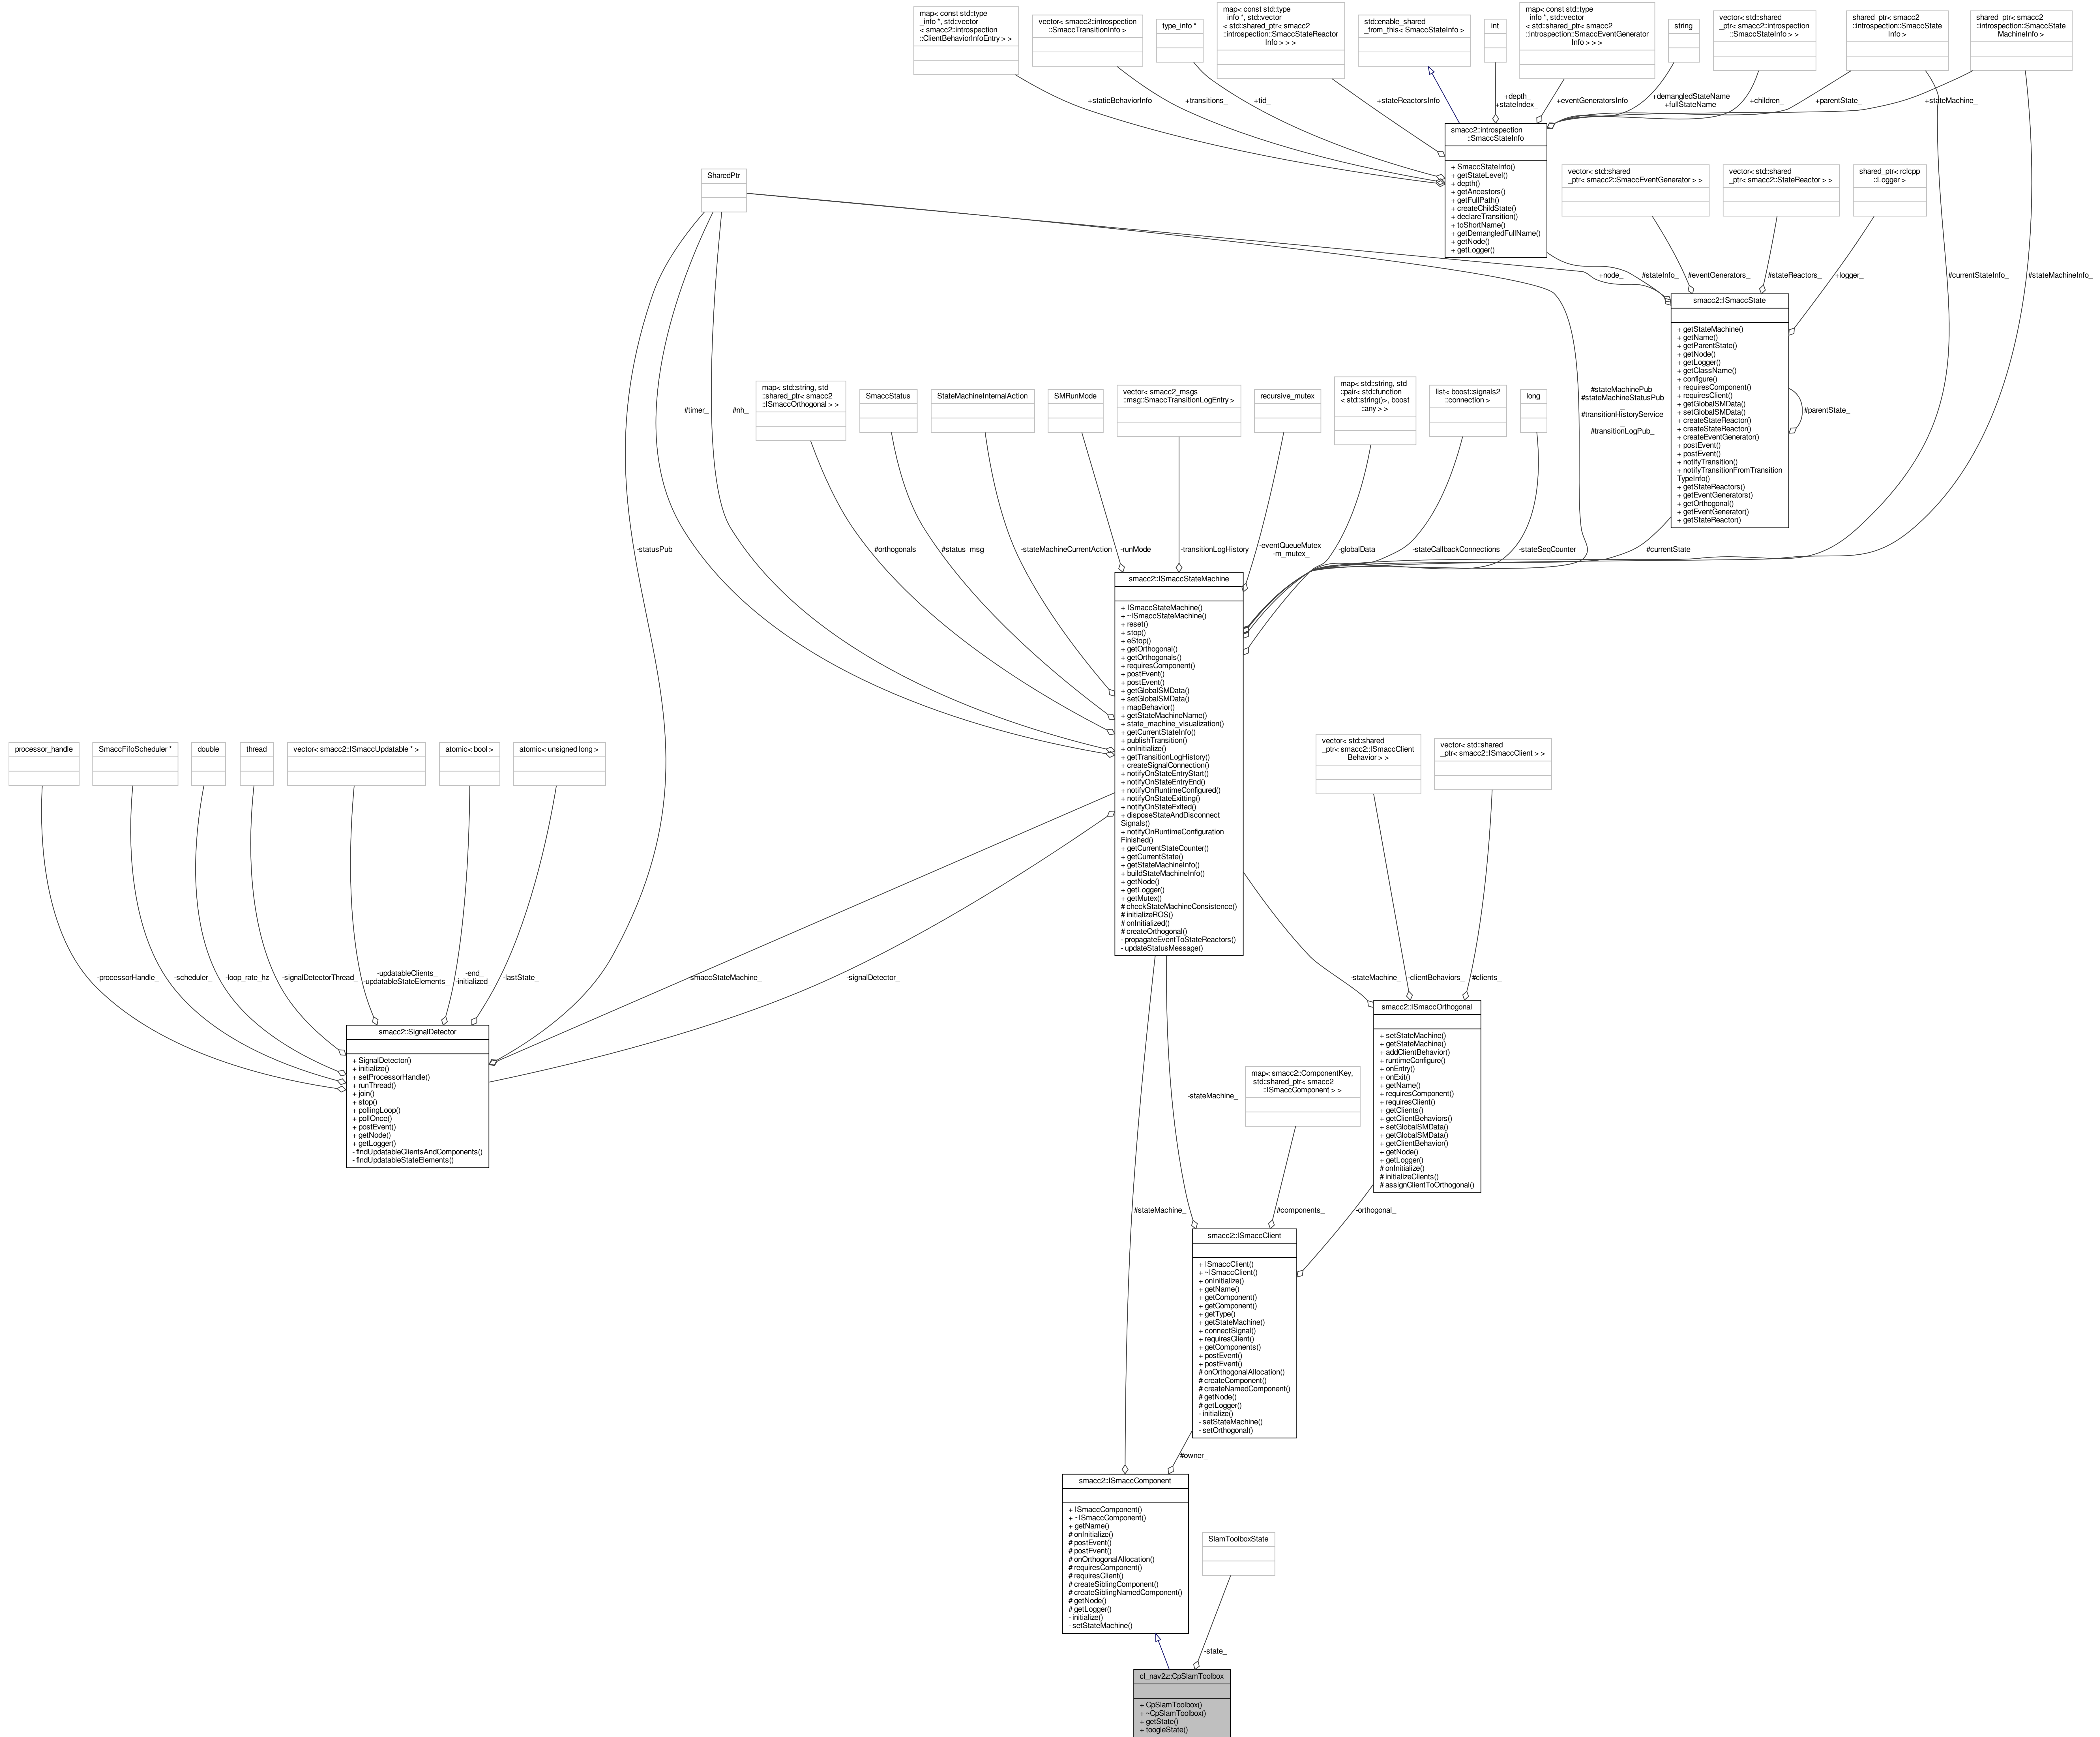 map< const std::type
_info *, std::vector
< smacc2::introspection
::ClientBehaviorInfoEntry > >
vector< smacc2::introspection
::SmaccTransitionInfo >
type_info *
map< const std::type
_info *, std::vector
< std::shared_ptr< smacc2
::introspection::SmaccStateReactor
Info > > >
std::enable_shared
_from_this< SmaccStateInfo >
int
map< const std::type
_info *, std::vector
< std::shared_ptr< smacc2
::introspection::SmaccEventGenerator
Info > > >
string
vector< std::shared
_ptr< smacc2::introspection
::SmaccStateInfo > >
shared_ptr< smacc2
::introspection::SmaccState
Info >
shared_ptr< smacc2
::introspection::SmaccState
MachineInfo >
+staticBehaviorInfo
+transitions_
+tid_
+stateReactorsInfo
+depth_
+stateIndex_
+eventGeneratorsInfo
+demangledStateName
+fullStateName
+children_
+parentState_
+stateMachine_
smacc2::introspection
::SmaccStateInfo
+ SmaccStateInfo()
+ getStateLevel()
+ depth()
+ getAncestors()
+ getFullPath()
+ createChildState()
+ declareTransition()
+ toShortName()
+ getDemangledFullName()
+ getNode()
+ getLogger()
SharedPtr
vector< std::shared
_ptr< smacc2::SmaccEventGenerator > >
vector< std::shared
_ptr< smacc2::StateReactor > >
shared_ptr< rclcpp
::Logger >
+node_
#stateInfo_
#eventGenerators_
#stateReactors_
+logger_
#currentStateInfo_
#stateMachineInfo_
smacc2::ISmaccState
+ getStateMachine()
+ getName()
+ getParentState()
+ getNode()
+ getLogger()
+ getClassName()
+ configure()
+ requiresComponent()
+ requiresClient()
+ getGlobalSMData()
+ setGlobalSMData()
+ createStateReactor()
+ createStateReactor()
+ createEventGenerator()
+ postEvent()
+ postEvent()
+ notifyTransition()
+ notifyTransitionFromTransition
TypeInfo()
+ getStateReactors()
+ getEventGenerators()
+ getOrthogonal()
+ getEventGenerator()
+ getStateReactor()
#parentState_
#timer_
#nh_
map< std::string, std
::shared_ptr< smacc2
::ISmaccOrthogonal > >
SmaccStatus
StateMachineInternalAction
SMRunMode
vector< smacc2_msgs
::msg::SmaccTransitionLogEntry >
recursive_mutex
map< std::string, std
::pair< std::function
< std::string()>, boost
::any > >
list< boost::signals2
::connection >
long
#stateMachinePub_
#stateMachineStatusPub
_
#transitionHistoryService
_
#transitionLogPub_
-statusPub_
#orthogonals_
#status_msg_
-stateMachineCurrentAction
-runMode_
-transitionLogHistory_
-eventQueueMutex_
-m_mutex_
-globalData_
-stateCallbackConnections
-stateSeqCounter_
#currentState_
smacc2::ISmaccStateMachine
+ ISmaccStateMachine()
+ ~ISmaccStateMachine()
+ reset()
+ stop()
+ eStop()
+ getOrthogonal()
+ getOrthogonals()
+ requiresComponent()
+ postEvent()
+ postEvent()
+ getGlobalSMData()
+ setGlobalSMData()
+ mapBehavior()
+ getStateMachineName()
+ state_machine_visualization()
+ getCurrentStateInfo()
+ publishTransition()
+ onInitialize()
+ getTransitionLogHistory()
+ createSignalConnection()
+ notifyOnStateEntryStart()
+ notifyOnStateEntryEnd()
+ notifyOnRuntimeConfigured()
+ notifyOnStateExitting()
+ notifyOnStateExited()
+ disposeStateAndDisconnect
Signals()
+ notifyOnRuntimeConfiguration
Finished()
+ getCurrentStateCounter()
+ getCurrentState()
+ getStateMachineInfo()
+ buildStateMachineInfo()
+ getNode()
+ getLogger()
+ getMutex()
# checkStateMachineConsistence()
# initializeROS()
# onInitialized()
# createOrthogonal()
- propagateEventToStateReactors()
- updateStatusMessage()
processor_handle
SmaccFifoScheduler *
double
thread
vector< smacc2::ISmaccUpdatable * >
atomic< bool >
atomic< unsigned long >
vector< std::shared
_ptr< smacc2::ISmaccClient
Behavior > >
vector< std::shared
_ptr< smacc2::ISmaccClient > >
-processorHandle_
-scheduler_
-loop_rate_hz
-signalDetectorThread_
-updatableClients_
-updatableStateElements_
-end_
-initialized_
-lastState_
-smaccStateMachine_
-signalDetector_
-stateMachine_
-clientBehaviors_
#clients_
smacc2::SignalDetector
+ SignalDetector()
+ initialize()
+ setProcessorHandle()
+ runThread()
+ join()
+ stop()
+ pollingLoop()
+ pollOnce()
+ postEvent()
+ getNode()
+ getLogger()
- findUpdatableClientsAndComponents()
- findUpdatableStateElements()
smacc2::ISmaccOrthogonal
+ setStateMachine()
+ getStateMachine()
+ addClientBehavior()
+ runtimeConfigure()
+ onEntry()
+ onExit()
+ getName()
+ requiresComponent()
+ requiresClient()
+ getClients()
+ getClientBehaviors()
+ setGlobalSMData()
+ getGlobalSMData()
+ getClientBehavior()
+ getNode()
+ getLogger()
# onInitialize()
# initializeClients()
# assignClientToOrthogonal()
map< smacc2::ComponentKey,
std::shared_ptr< smacc2
::ISmaccComponent > >
-stateMachine_
#stateMachine_
#components_
-orthogonal_
smacc2::ISmaccClient
+ ISmaccClient()
+ ~ISmaccClient()
+ onInitialize()
+ getName()
+ getComponent()
+ getComponent()
+ getType()
+ getStateMachine()
+ connectSignal()
+ requiresClient()
+ getComponents()
+ postEvent()
+ postEvent()
# onOrthogonalAllocation()
# createComponent()
# createNamedComponent()
# getNode()
# getLogger()
- initialize()
- setStateMachine()
- setOrthogonal()
#owner_
smacc2::ISmaccComponent
+ ISmaccComponent()
+ ~ISmaccComponent()
+ getName()
# onInitialize()
# postEvent()
# postEvent()
# onOrthogonalAllocation()
# requiresComponent()
# requiresClient()
# createSiblingComponent()
# createSiblingNamedComponent()
# getNode()
# getLogger()
- initialize()
- setStateMachine()
SlamToolboxState
-state_
cl_nav2z::CpSlamToolbox
+ CpSlamToolbox()
+ ~CpSlamToolbox()
+ getState()
+ toogleState()